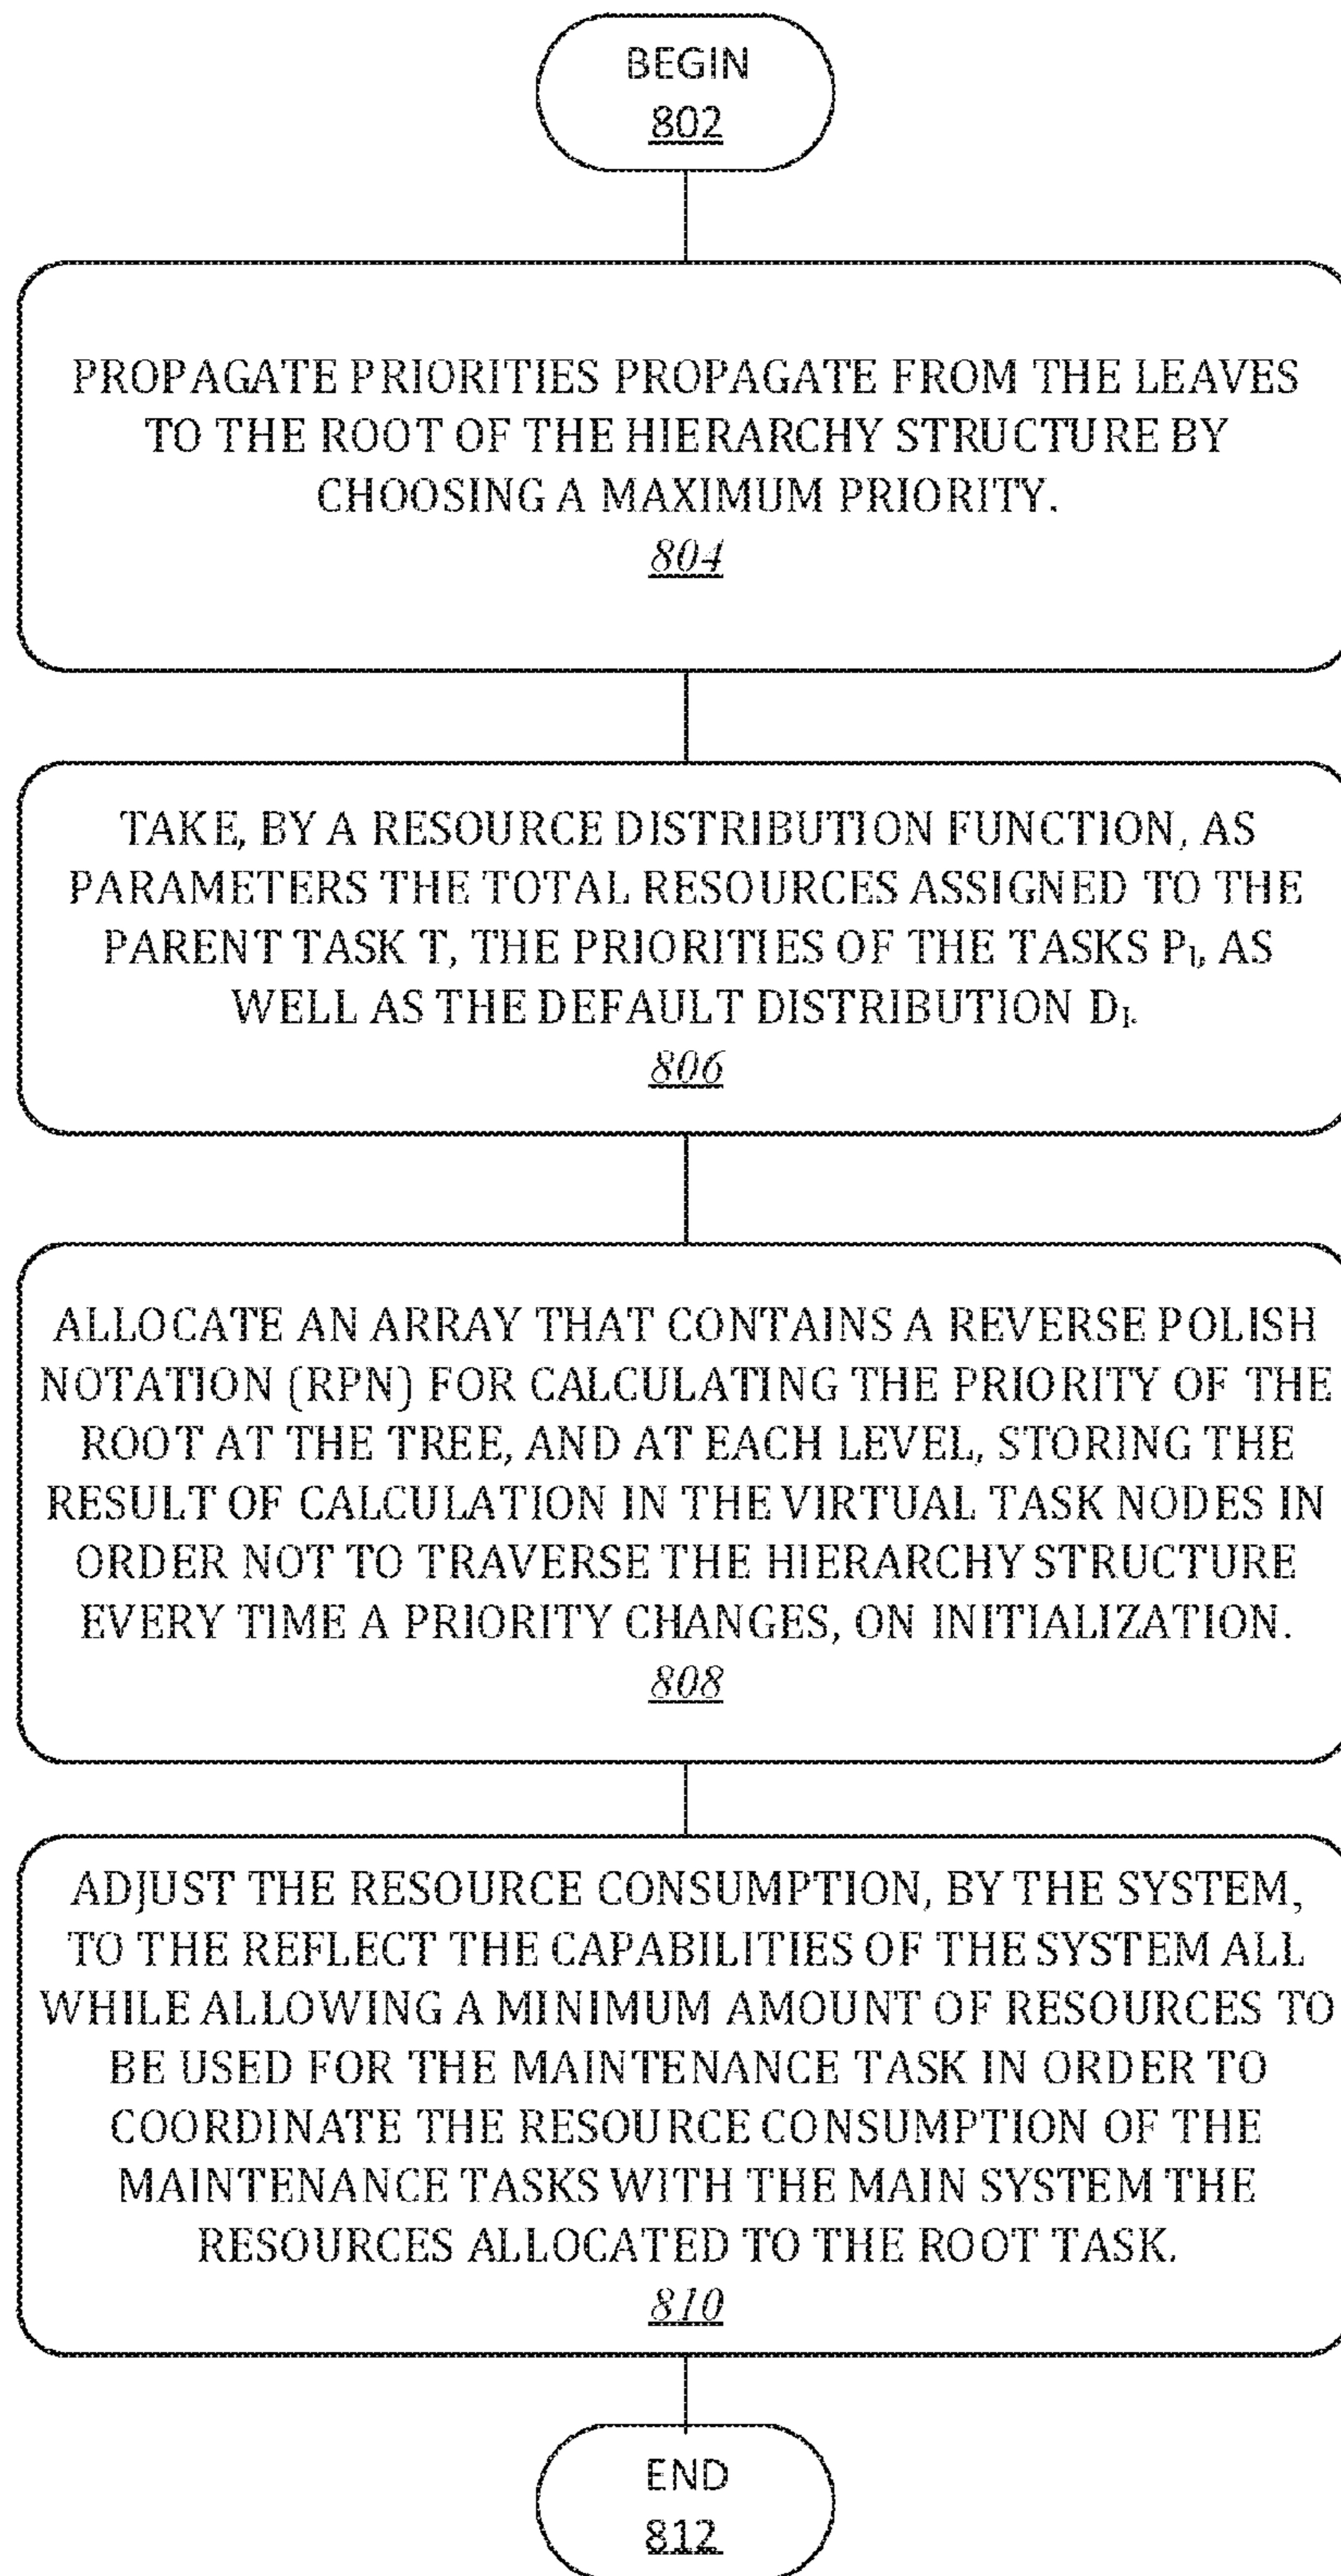 BEGIN
802
PROPAGATE PRIORITIES PROPAGATE FROM THE LEAVES
TO THE ROOT OF THE HIERARCHY STRUCTURE BY
CHOOSING A MAXIMUM PRIORITY.
804
TAKE, BY A RESOURCE DISTRIBUTION FUNCTION, AS
PARAMETERS THE TOTAL RESOURCES ASSIGNED TO THE
PARENT TASK T, THE PRIORITIES OF THE TASKS PI, AS
WELL AS THE DEFAULT DISTRIBUTION DI.
806
ALLOCATE AN ARRAY THAT CONTAINS A REVERSE POLISH
NOTATION (RPN) FOR CALCULATING THE PRIORITY OF THE
ROOT AT THE TREE, AND AT EACH LEVEL, STORING THE
RESULT OF CALCULATION IN THE VIRTUAL TASK NODES IN
ORDER NOT TO TRAVERSE THE HIERARCHY STRUCTURE
EVERY TIME A PRIORITY CHANGES, ON INITIALIZATION.
808
ADJUST THE RESOURCE CONSUMPTION, BY THE SYSTEM,
TO THE REFLECT THE CAPABILITIES OF THE SYSTEM ALL
WHILE ALLOWING A MINIMUM AMOUNT OF RESOURCES TO
BE USED FOR THE MAINTENANCE TASK IN ORDER TO
COORDINATE THE RESOURCE CONSUMPTION OF THE
MAINTENANCE TASKS WITH THE MAIN SYSTEM THE
RESOURCES ALLOCATED TO THE ROOT TASK.
810
END
812